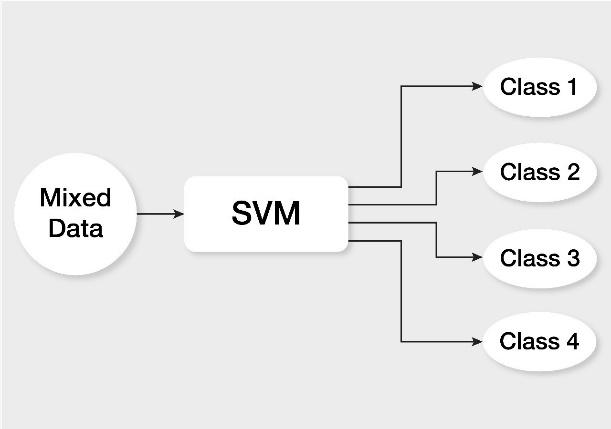 Mixed
Data
SVM
Class 1
Class 2
Class 3
Class 4